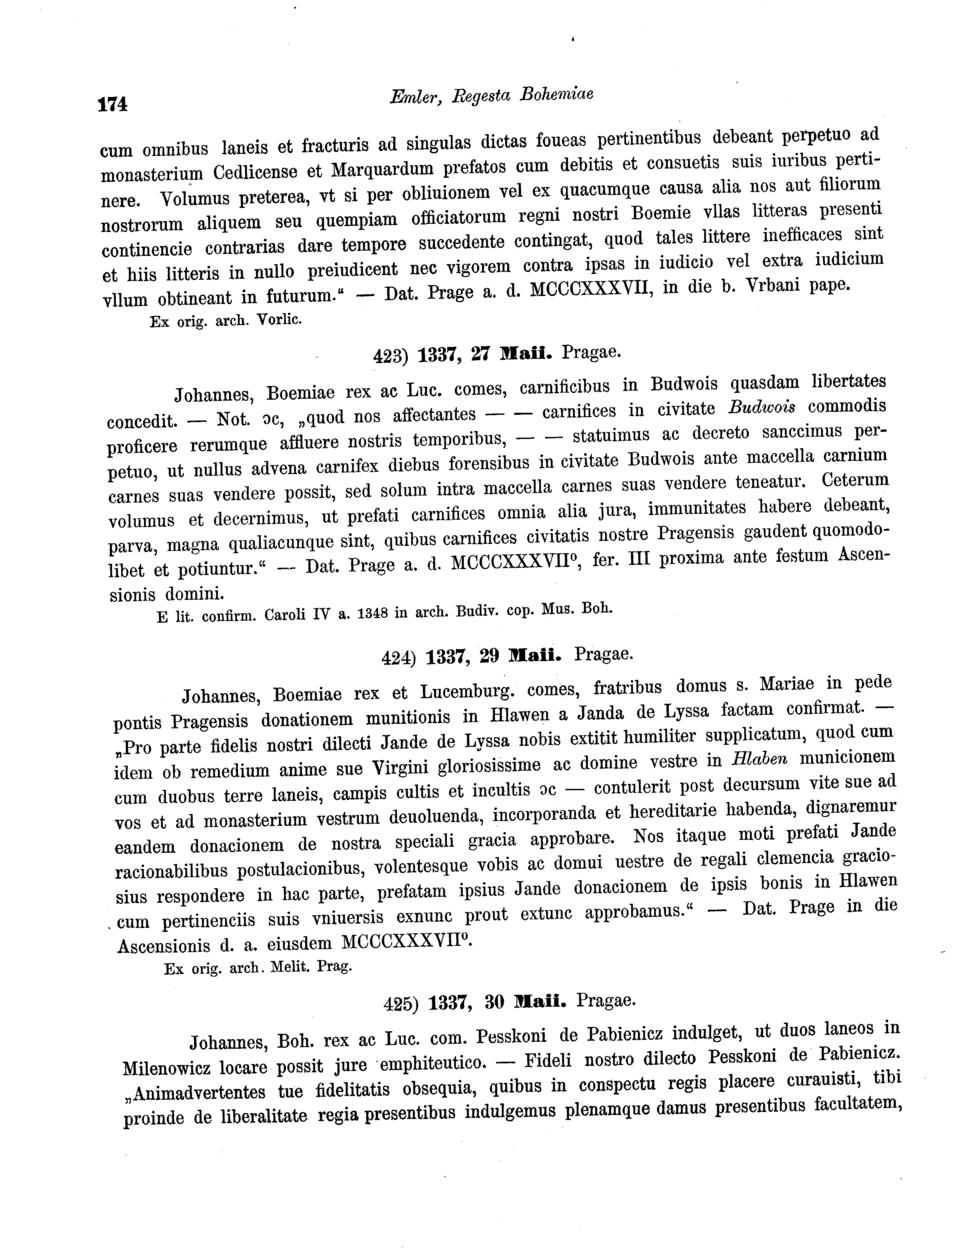 174
Emler, Regesta Bohemiae
cum omnibus laneis et fracturis ad singulas dictas foueas pertinentibus debeant perpetuo ad
monasterium Cedlicense et Marquardum prefatos cum debitis et consuetis suis iuribus perti-
nere. Volumus preterea, vt si per obliuionem vel ex quacumque causa alia nos aut filiorum
nostrorum aliquem seu quempiam officiatorum regni nostri Boemie vllas litteras presenti
continencie contrarias dare tempore succedente contingat, quod tales littere inefficaces sint
et hiis litteris in nullo preiudicent nec vigorem contra ipsas in iudicio vel extra iudicium
vllum obtineant in futurum.“ — Dat. Prage a. d. MCCCXXXVII, in die b. Vrbani pape.
Ex orig. arch. Vorlic.
423) 1337, 27 Maii. Pragae.
Johannes, Boemiae rex ac Luc. comes, carnificibus in Budwois quasdam libertates
concedit. — Not. ɔc, „quod nos affectantes — — carnifices in civitate Budwois commodis
proficere rerumque affluere nostris temporibus, — — statuimus ac decreto sanccimus per-
petuo, ut nullus advena carnifex diebus forensibus in civitate Budwois ante maccella carnium
carnes suas vendere possit, sed solum intra maccella carnes suas vendere teneatur. Ceterum
volumus et decernimus, ut prefati carnifices omnia alia jura, immunitates habere debeant,
parva, magna qualiacunque sint, quibus carnifices civitatis nostre Pragensis gaudent quomodo-
libet et potiuntur.“ — Dat. Prage a. d. MCCCXXXVII⁰, fer. III proxima ante festum Ascen-
sionis domini.
E lit. confirm. Caroli IV a. 1348 in arch. Budiv. cop. Mus. Boh.
424) 1337, 29 Maii. Pragae.
Johannes, Boemiae rex et Lucemburg. comes, fratribus domus s. Mariae in pede
pontis Pragensis donationem munitionis in Hlawen a Janda de Lyssa factam confirmat. —
„Pro parte fidelis nostri dilecti Jande de Lyssa nobis extitit humiliter supplicatum, quod cum
idem ob remedium anime sue Virgini gloriosissime ac domine vestre in Hlaben municionem
cum duobus terre laneis, campis cultis et incultis ɔc — contulerit post decursum vite sue ad
vos et ad monasterium vestrum deuoluenda, incorporanda et hereditarie habenda, dignaremur
eandem donacionem de nostra speciali gracia approbare. Nos itaque moti prefati Jande
racionabilibus postulacionibus, volentesque vobis ac domui uestre de regali clemencia gracio-
sius respondere in hac parte, prefatam ipsius Jande donacionem de ipsis bonis in Hlawen
cum pertinenciis suis vniuersis exnunc prout extunc approbamus.“ — Dat. Prage in die
Ascensionis d. a. eiusdem MCCCXXXVII⁰.
Ex orig. arch. Melit. Prag.
425) 1337, 30 Maii. Pragae.
Johannes, Boh. rex ac Luc. com. Pesskoni de Pabienicz indulget, ut duos laneos in
Milenowicz locare possit jure emphiteutico. — Fideli nostro dilecto Pesskoni de Pabienicz.
„Animadvertentes tue fidelitatis obsequia, quibus in conspectu regis placere curauisti, tibi
proinde de liberalitate regia presentibus indulgemus plenamque damus presentibus facultatem,